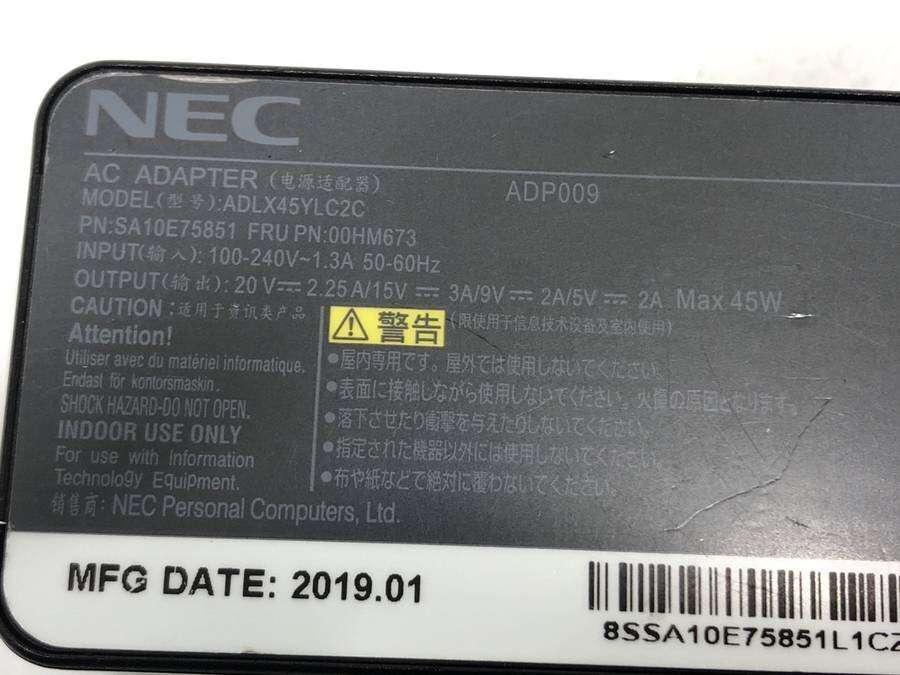 NEC
AC ADAPTER (电源适配器)
ADP009
MODEL(型号):ADLX45YLC2C
PN:SA10E75851 FRU PN:00HM673
INPUT(输入): 100-240V~1.3A 50-60Hz
OUTPUT(输出): 20V⎓ 2.25A/15V ⎓ 3A/9V ⎓ 2A/5V ⎓ 2A Max 45W
CAUTION :适用于资讯类产品
Attention!
Utiliser avec du matériel informatique.
Endast för kontorsmaskin.
SHOCK HAZARD-DO NOT OPEN.
INDOOR USE ONLY
For use with Information
Technology Equipment.
销售商: NEC Personal Computers, Ltd.
⚠警告 (限使用于信息技术设备及室内使用)
●屋内専用です。屋外では使用しないでください。
●表面に接触しながら使用しないでください。火傷の原因となります。
●落下させたり衝撃を与えたりしないでください。
●指定された機器以外には使用しないでください。
●布や紙などで絶対に覆わないでください。
MFG DATE: 2019.01
8SSA10E75851L1CZ